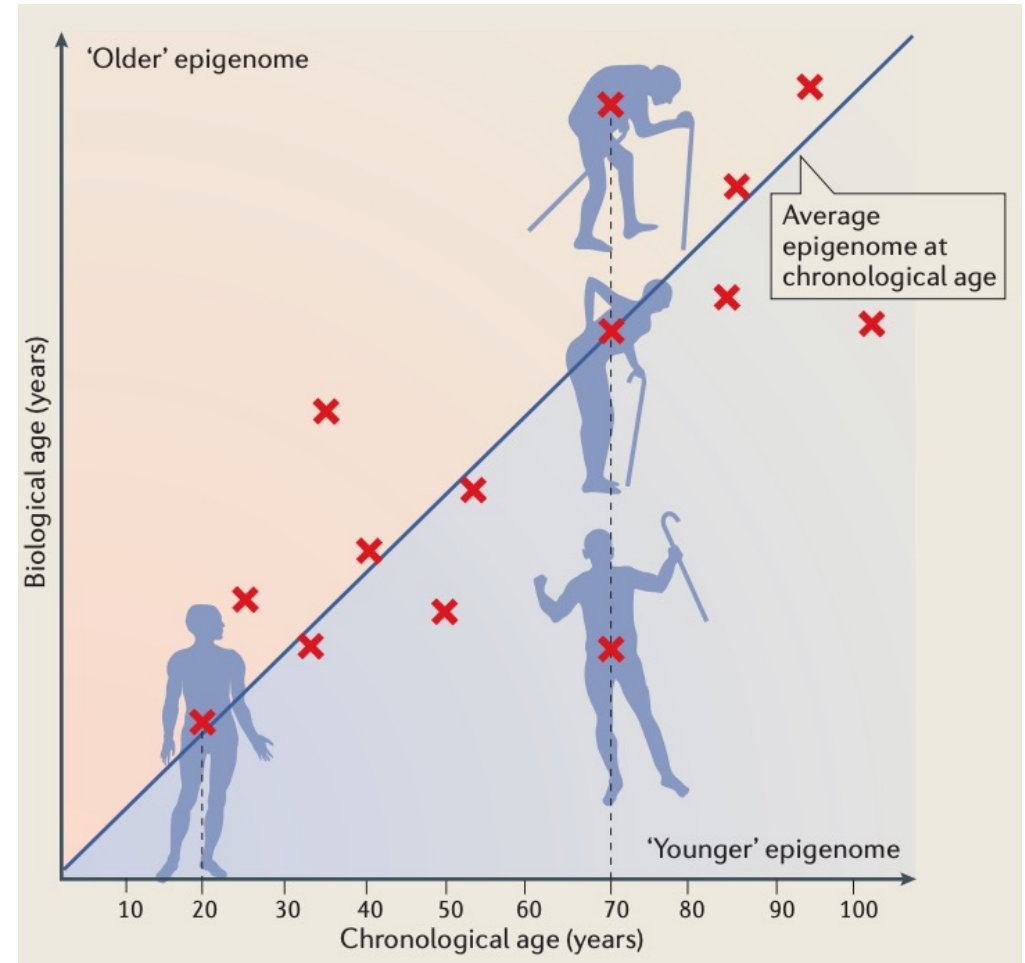 ‘Older’ epigenome
Average
epigenome at
chronological age
Biological age (years)
‘Younger’ epigenome
10 20 30 40 50 60 70 80 90 100
Chronological age (years)